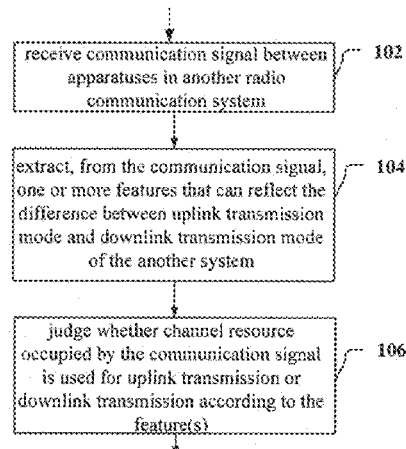 receive communication signal between
apparatuses in another radio
communication system
102
extract, from the communication signal,
one or more features that can reflect the
difference between uplink transmission
mode and downlink transmission mode
of the another system
104
judge whether channel resource
occupied by the communication signal
is used for uplink transmission or
downlink transmission according to the
feature(s)
106